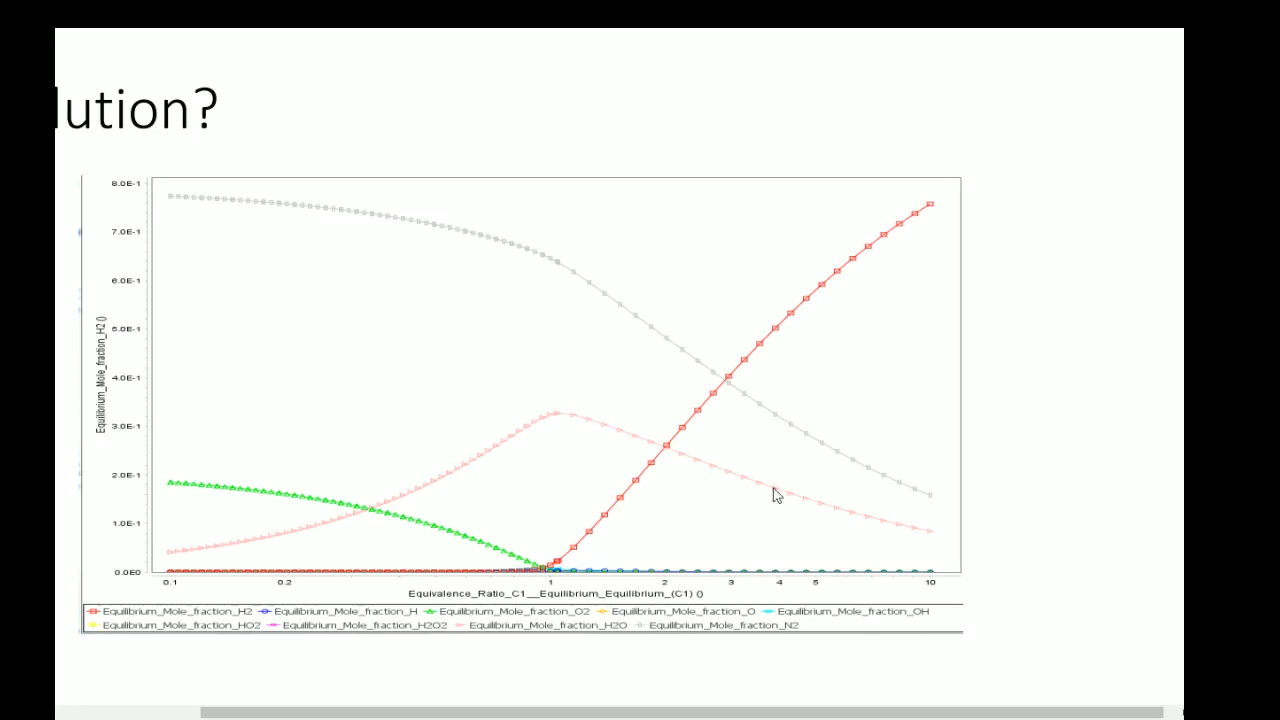 lution?
8.0E-1
7.0E-1
6.0E-1
5.0E-1
4.0E-1
3.0E-1
2.0E-1
1.0E-1
0.0E0
Equilibrium_Mole_fraction_H2 ()
0.1 0.2 1 2 3 4 5 10
Equivalence_Ratio_C1__Equilibrium_Equilibrium_(C1) ()
Equilibrium_Mole_fraction_H2 Equilibrium_Mole_fraction_H Equilibrium_Mole_fraction_O2 Equilibrium_Mole_fraction_O Equilibrium_Mole_fraction_OH
Equilibrium_Mole_fraction_HO2 Equilibrium_Mole_fraction_H2O2 Equilibrium_Mole_fraction_H2O Equilibrium_Mole_fraction_N2